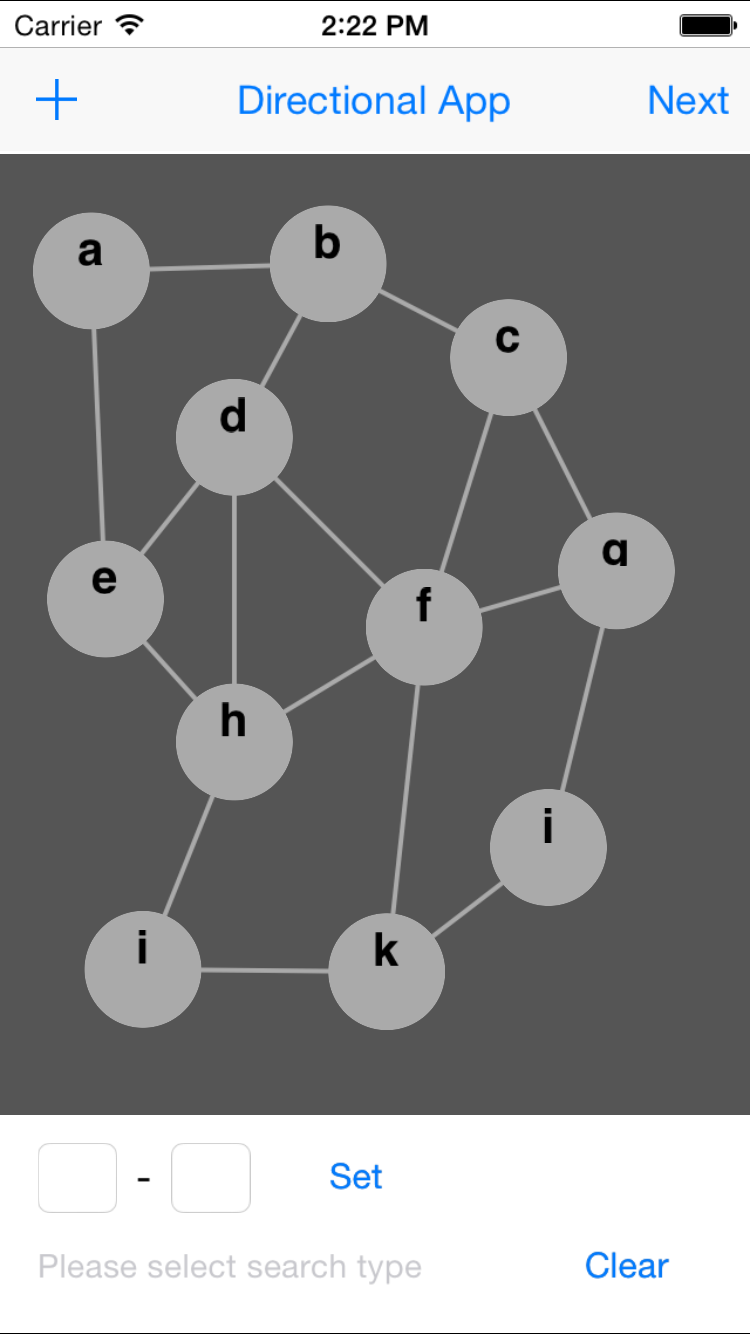 Carrier 2:22 PM
+ Directional App Next
a
b
c
d
e
f
g
h
i
i
k
- Set
Please select search type
Clear